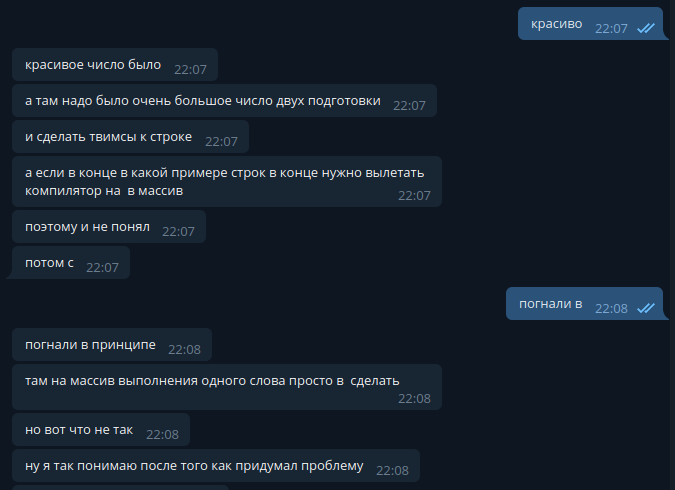 красиво 22:07
красивое число было 22:07
а там надо было очень большое число двух подготовки 22:07
и сделать твимсы к строке 22:07
а если в конце в какой примере строк в конце нужно вылетать
компилятор на  в массив 22:07
поэтому и не понял 22:07
потом с 22:07
погнали в 22:08
погнали в принципе 22:08
там на массив выполнения одного слова просто в  сделать
22:08
но вот что не так 22:08
ну я так понимаю после того как придумал проблему 22:08